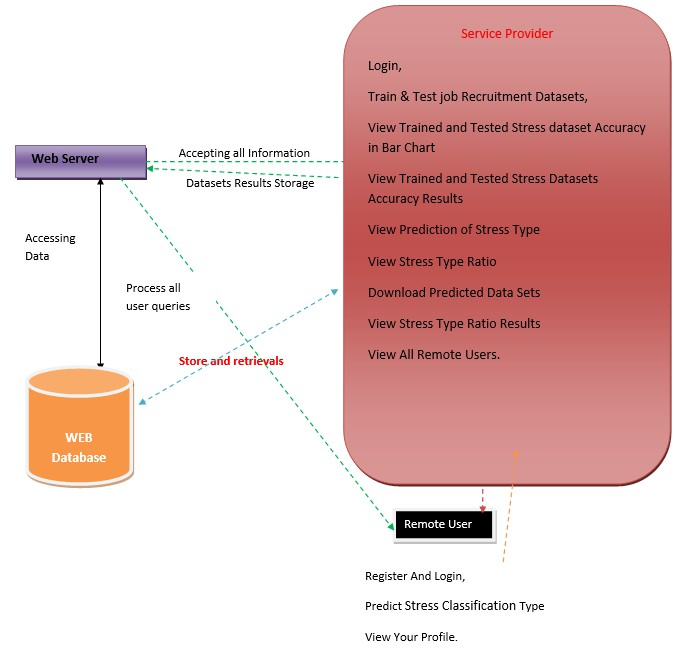 Service Provider
Login,
Train & Test job Recruitment Datasets,
View Trained and Tested Stress dataset Accuracy
in Bar Chart
View Trained and Tested Stress Datasets
Accuracy Results
View Prediction of Stress Type
View Stress Type Ratio
Download Predicted Data Sets
View Stress Type Ratio Results
View All Remote Users.
Web Server
Accepting all Information
Datasets Results Storage
Accessing
Data
Process all
user queries
Store and retrievals
WEB
Database
Remote User
Register And Login,
Predict Stress Classification Type
View Your Profile.